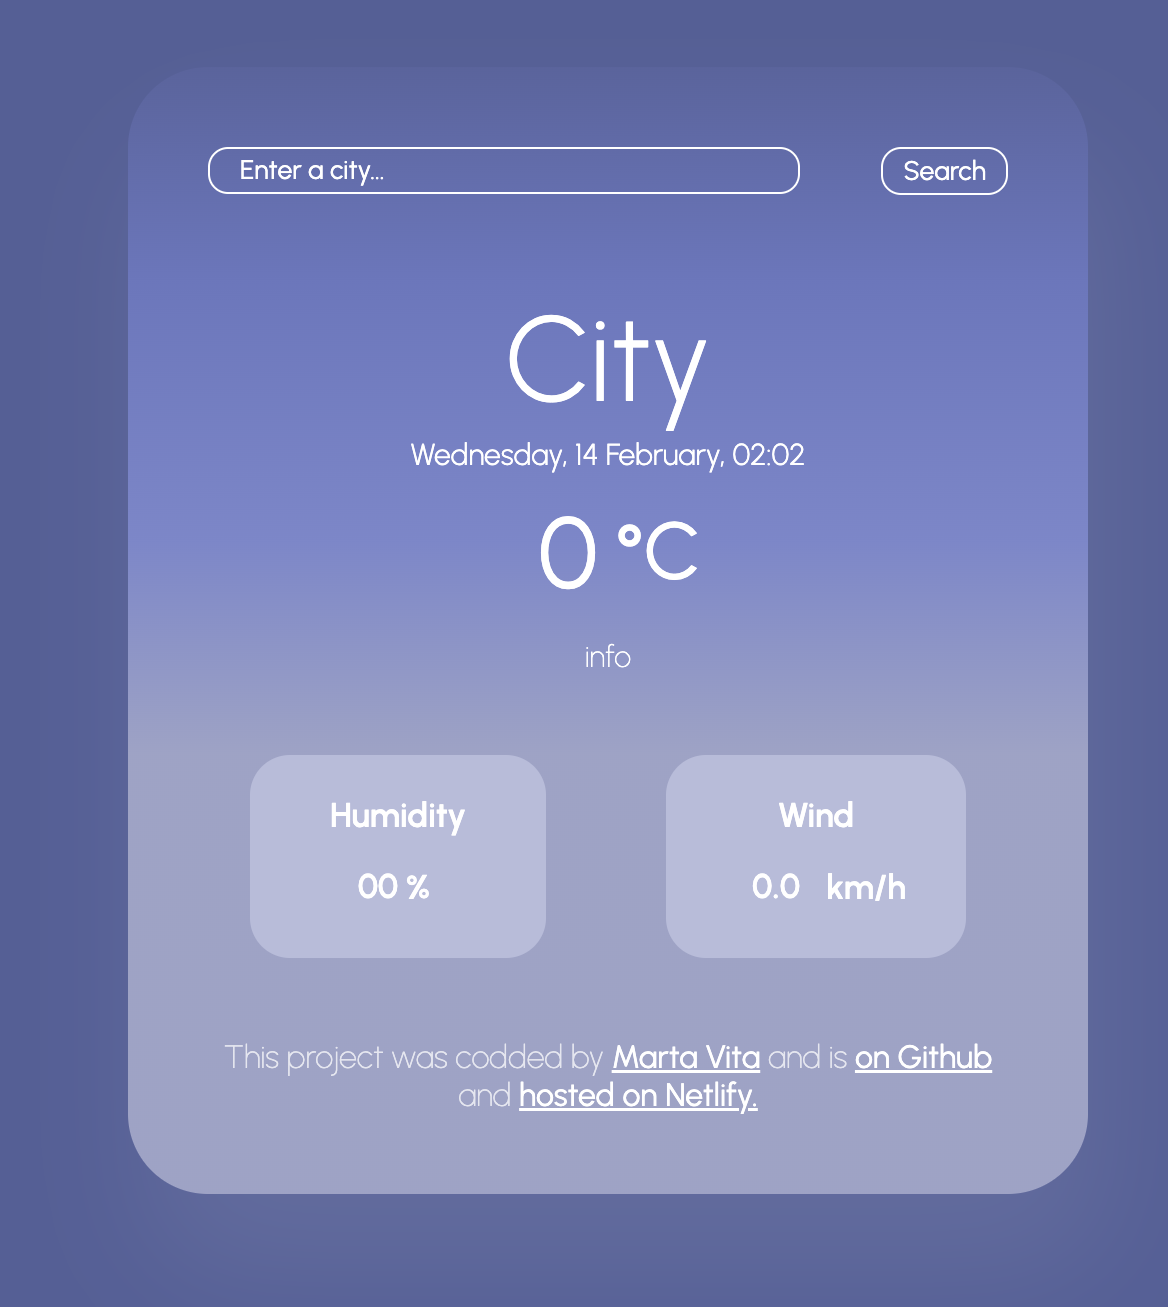 Enter a city...
Search
City
Wednesday, 14 February, 02:02
0 °C
info
Humidity
Wind
00 %
0.0 km/h
This project was codded by Marta Vita and is on Github
and hosted on Netlify.